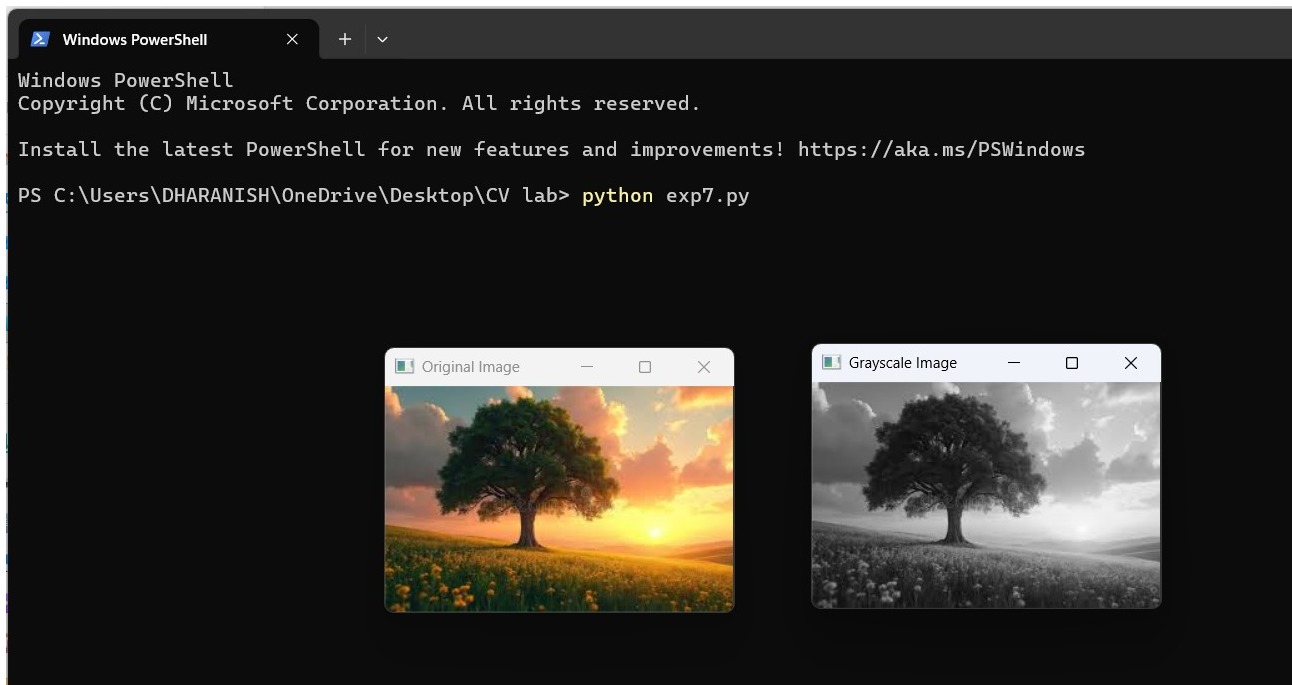 Windows PowerShell
Windows PowerShell
Copyright (C) Microsoft Corporation. All rights reserved.
Install the latest PowerShell for new features and improvements! https://aka.ms/PSWindows
PS C:\Users\DHARANISH\OneDrive\Desktop\CV lab> python exp7.py
Original Image
Grayscale Image